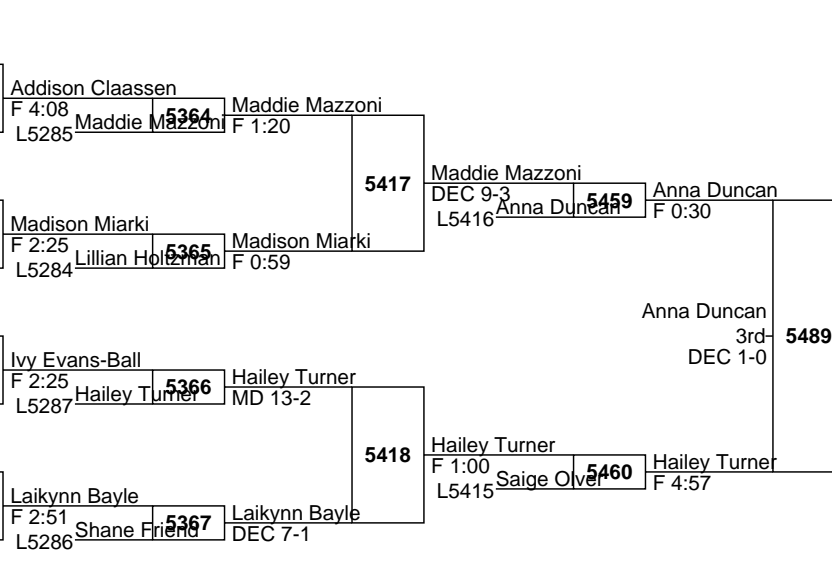 Addison Claassen
F 4:08
L5285
Maddie Mazzoni
5364
Maddie Mazzoni
F 1:20
5417
Madison Miarki
F 2:25
L5284
Lillian Holtzman
5365
Madison Miarki
F 0:59
Maddie Mazzoni
DEC 9-3
L5416
Anna Duncan
5459
Anna Duncan
F 0:30
Anna Duncan
3rd
DEC 1-0
5489
Ivy Evans-Ball
F 2:25
L5287
Hailey Turner
5366
Hailey Turner
MD 13-2
5418
Laikynn Bayle
F 2:51
L5286
Shane Friend
5367
Laikynn Bayle
DEC 7-1
Hailey Turner
F 1:00
L5415
Saige Olver
5460
Hailey Turner
F 4:57